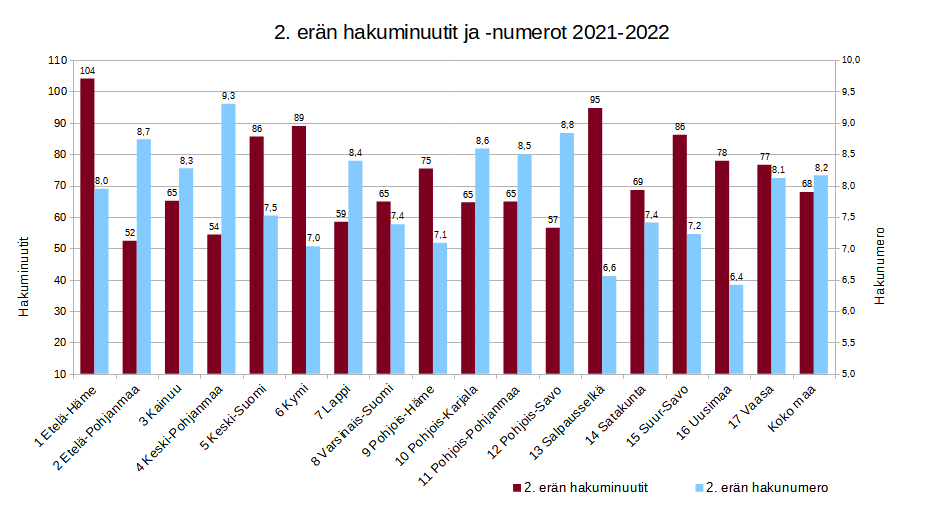 2. erän hakuminuutit ja -numerot 2021-2022
Hakuminuutit
110
100
90
80
70
60
50
40
30
20
10
104
8,0
52
8,7
65
8,3
54
9,3
86
7,5
89
7,0
59
8,4
65
7,4
75
7,1
65
8,6
65
8,5
57
8,8
95
6,6
69
7,4
86
7,2
78
6,4
77
8,1
68
8,2
10,0
9,5
9,0
8,5
8,0
7,5
7,0
6,5
6,0
5,5
5,0
Hakunumero
1 Etelä-Häme
2 Etelä-Pohjanmaa
3 Kainuu
4 Keski-Pohjanmaa
5 Keski-Suomi
6 Kymi
7 Lappi
8 Varsinais-Suomi
9 Pohjois-Häme
10 Pohjois-Karjala
11 Pohjois-Pohjanmaa
12 Pohjois-Savo
13 Salpausselkä
14 Satakunta
15 Suur-Savo
16 Uusimaa
17 Vaasa
Koko maa
2. erän hakuminuutit
2. erän hakunumero